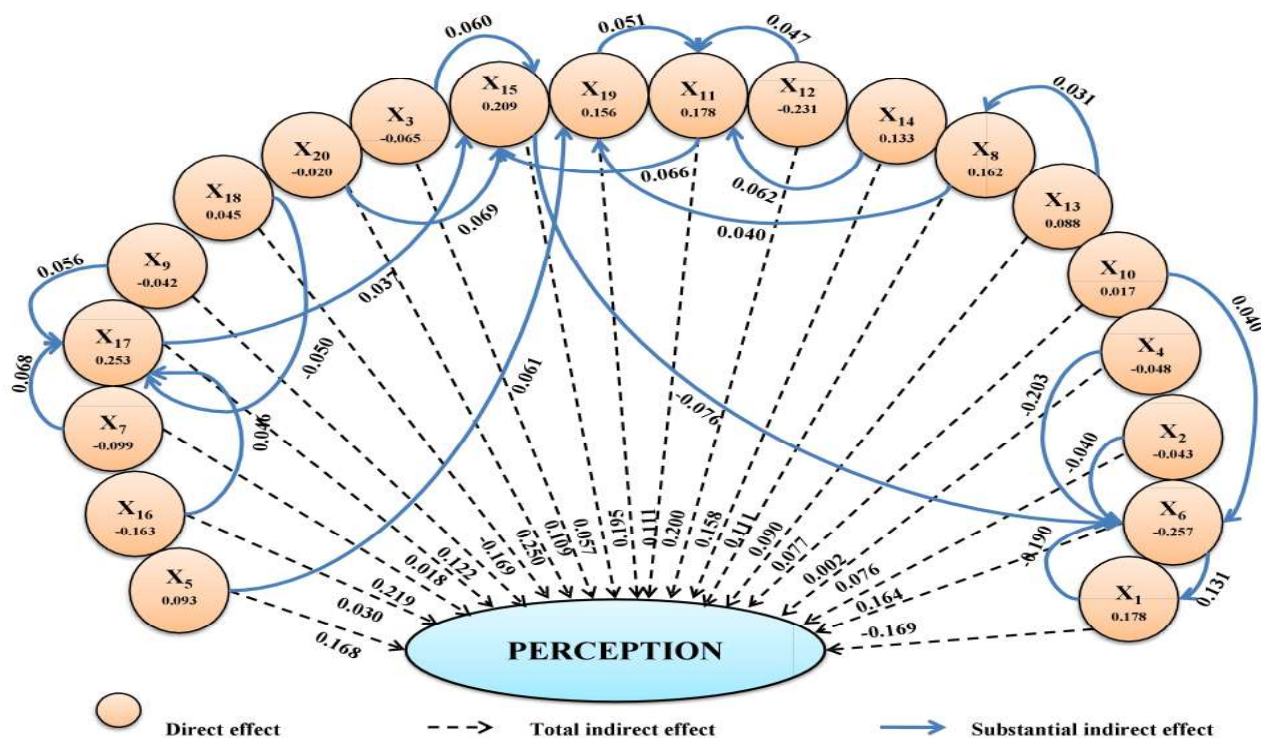 0.060
0.051
0.047
X15
0.209
X19
0.156
X11
0.178
X12
-0.231
X3
-0.065
X14
0.133
0.031
X20
-0.020
X8
0.162
0.066
0.062
X18
0.045
X13
0.088
0.069
0.040
X9
-0.042
0.056
0.037
X10
0.017
0.040
X17
0.253
X4
-0.048
0.068
-0.050
0.061
-0.076
-0.203
X7
-0.099
0.046
X2
-0.043
-0.040
X16
-0.163
X6
-0.257
X5
0.093
-0.190
0.131
X1
0.178
0.168
0.030
0.219
0.018
0.122
-0.169
0.250
0.109
0.057
0.195
0.111
0.200
0.158
0.111
0.090
0.077
0.002
0.076
0.164
-0.169
PERCEPTION
Direct effect
Total indirect effect
Substantial indirect effect